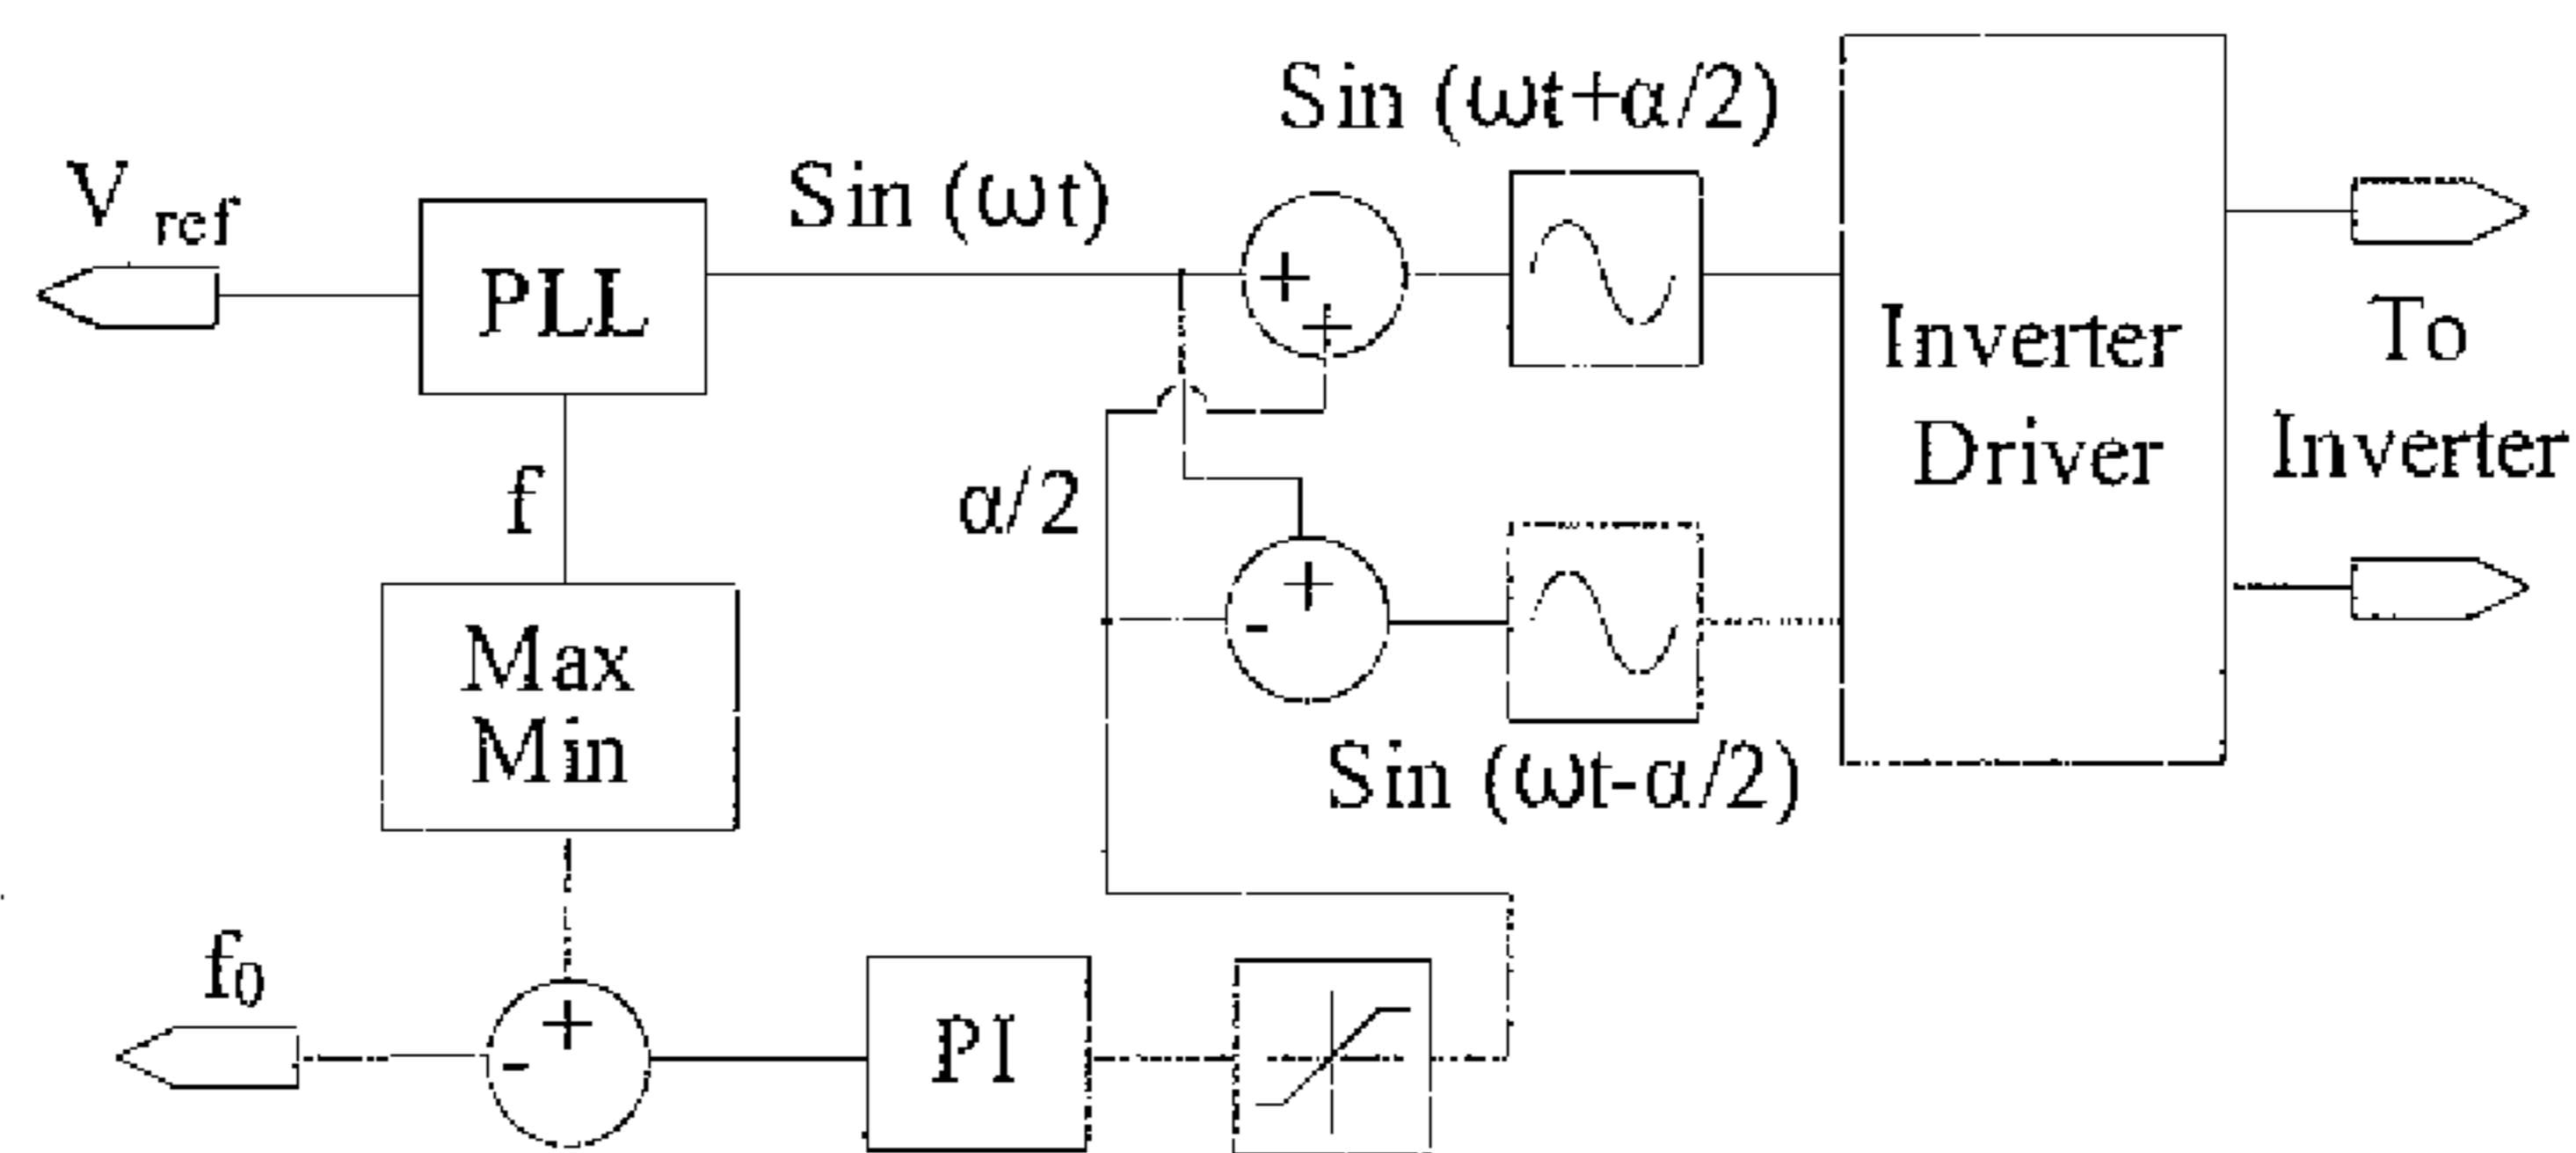 Sin (ωt+α/2)
V ref
Sin (ωt)
PLL
+
+
Inverter
Driver
To
Inverter
f
α/2
+
-
Max
Min
Sin (ωt-α/2)
f0
+
-
PI